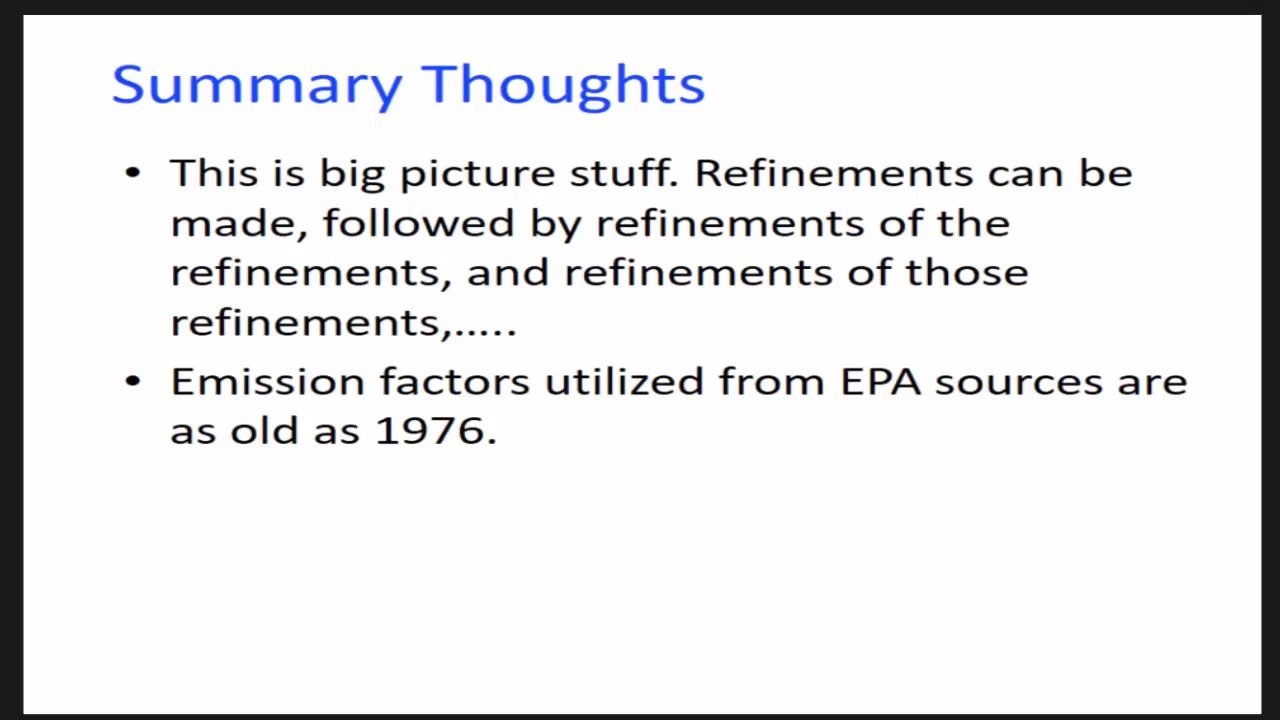 Summary Thoughts
• This is big picture stuff. Refinements can be
made, followed by refinements of the
refinements, and refinements of those
refinements,…..
• Emission factors utilized from EPA sources are
as old as 1976.